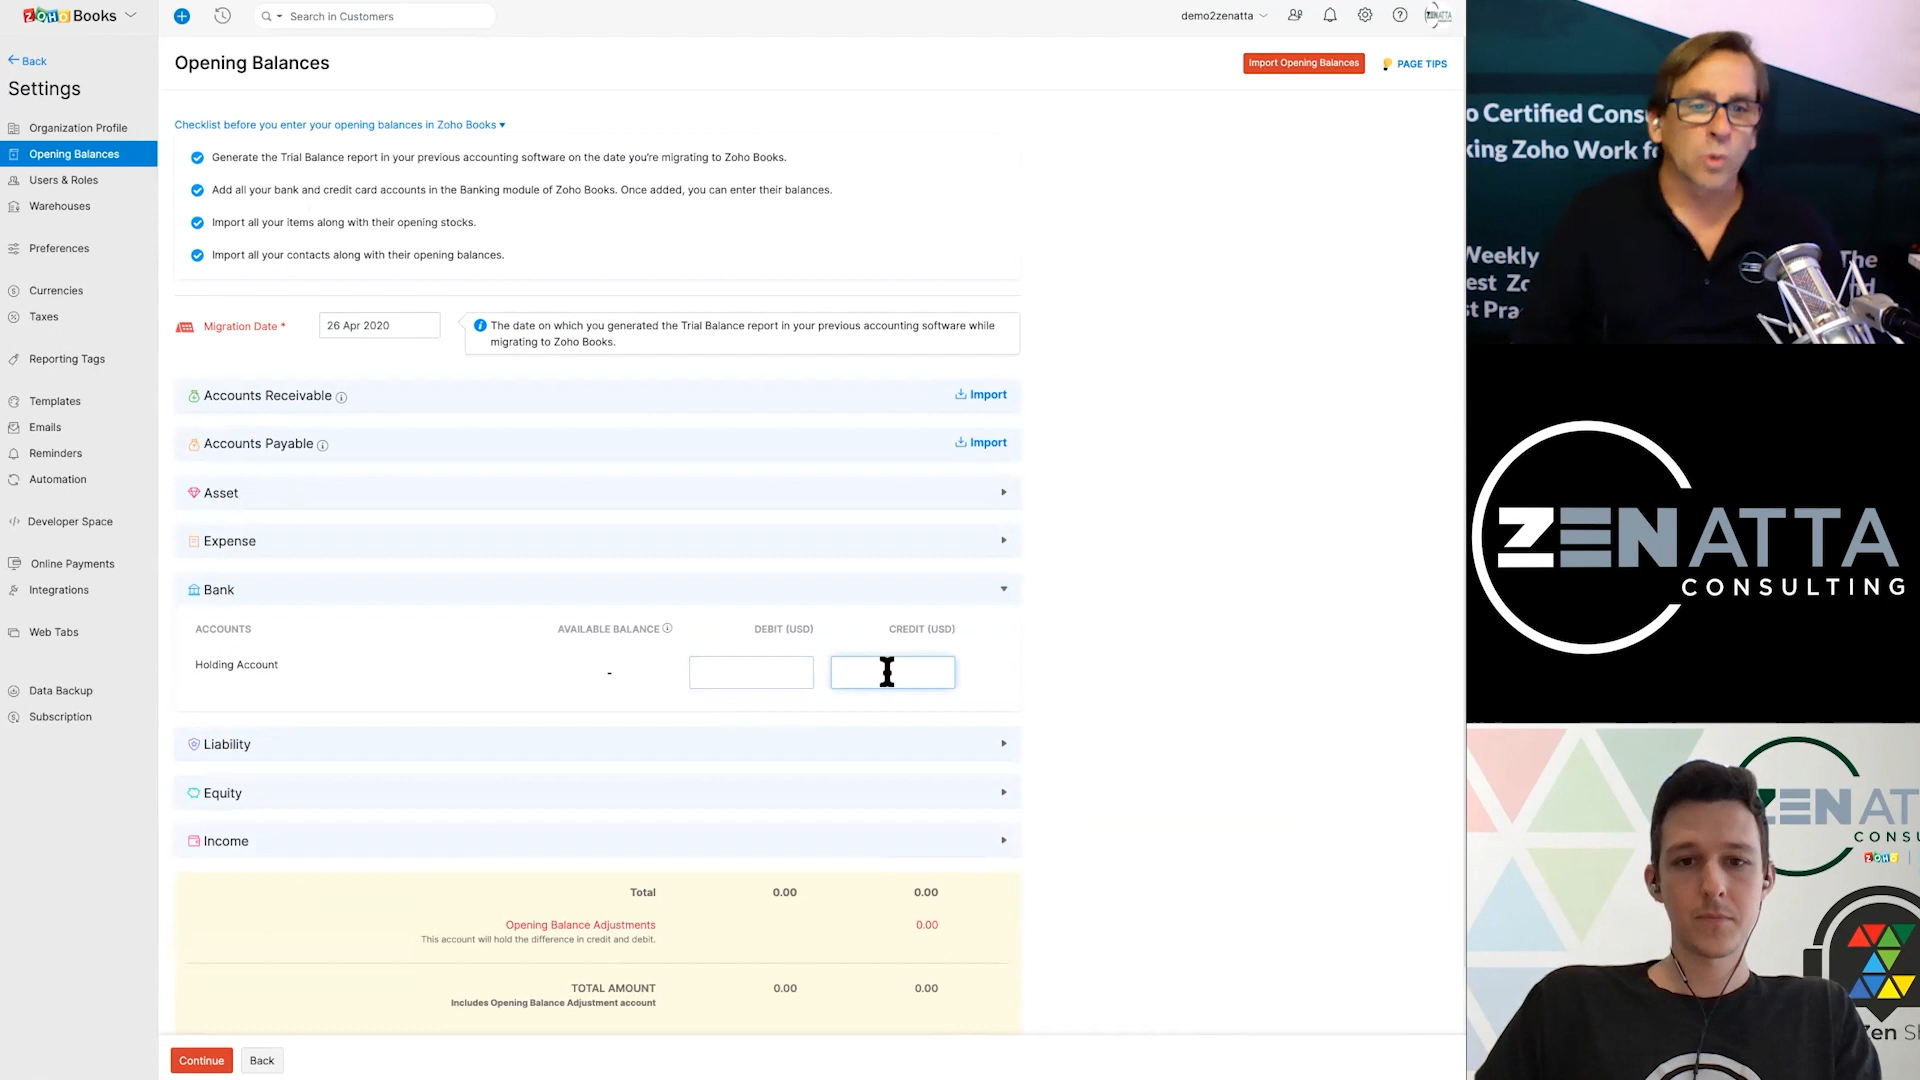 ZOHO Books
Search in Customers
demo2zenatta
ZENATTA
Back
Settings
Organization Profile
Opening Balances
Users & Roles
Warehouses
Preferences
Currencies
Taxes
Reporting Tags
Templates
Emails
Reminders
Automation
Developer Space
Online Payments
Integrations
Web Tabs
Data Backup
Subscription
Opening Balances
Import Opening Balances
PAGE TIPS
Checklist before you enter your opening balances in Zoho Books
Generate the Trial Balance report in your previous accounting software on the date you're migrating to Zoho Books.
Add all your bank and credit card accounts in the Banking module of Zoho Books. Once added, you can enter their balances.
Import all your items along with their opening stocks.
Import all your contacts along with their opening balances.
Migration Date *
26 Apr 2020
The date on which you generated the Trial Balance report in your previous accounting software while
migrating to Zoho Books.
Accounts Receivable
Import
Accounts Payable
Import
Asset
Expense
Bank
ACCOUNTS AVAILABLE BALANCE DEBIT (USD) CREDIT (USD)
Holding Account -
Liability
Equity
Income
Total 0.00 0.00
Opening Balance Adjustments 0.00
This account will hold the difference in credit and debit.
TOTAL AMOUNT 0.00 0.00
Includes Opening Balance Adjustment account
Continue
Back
o Certified Cons
king Zoho Work f
Weekly The
est Zo
t Pra
ZENATTA
CONSULTING
ZENAT
CONSU
ZOHO
Zen Sh